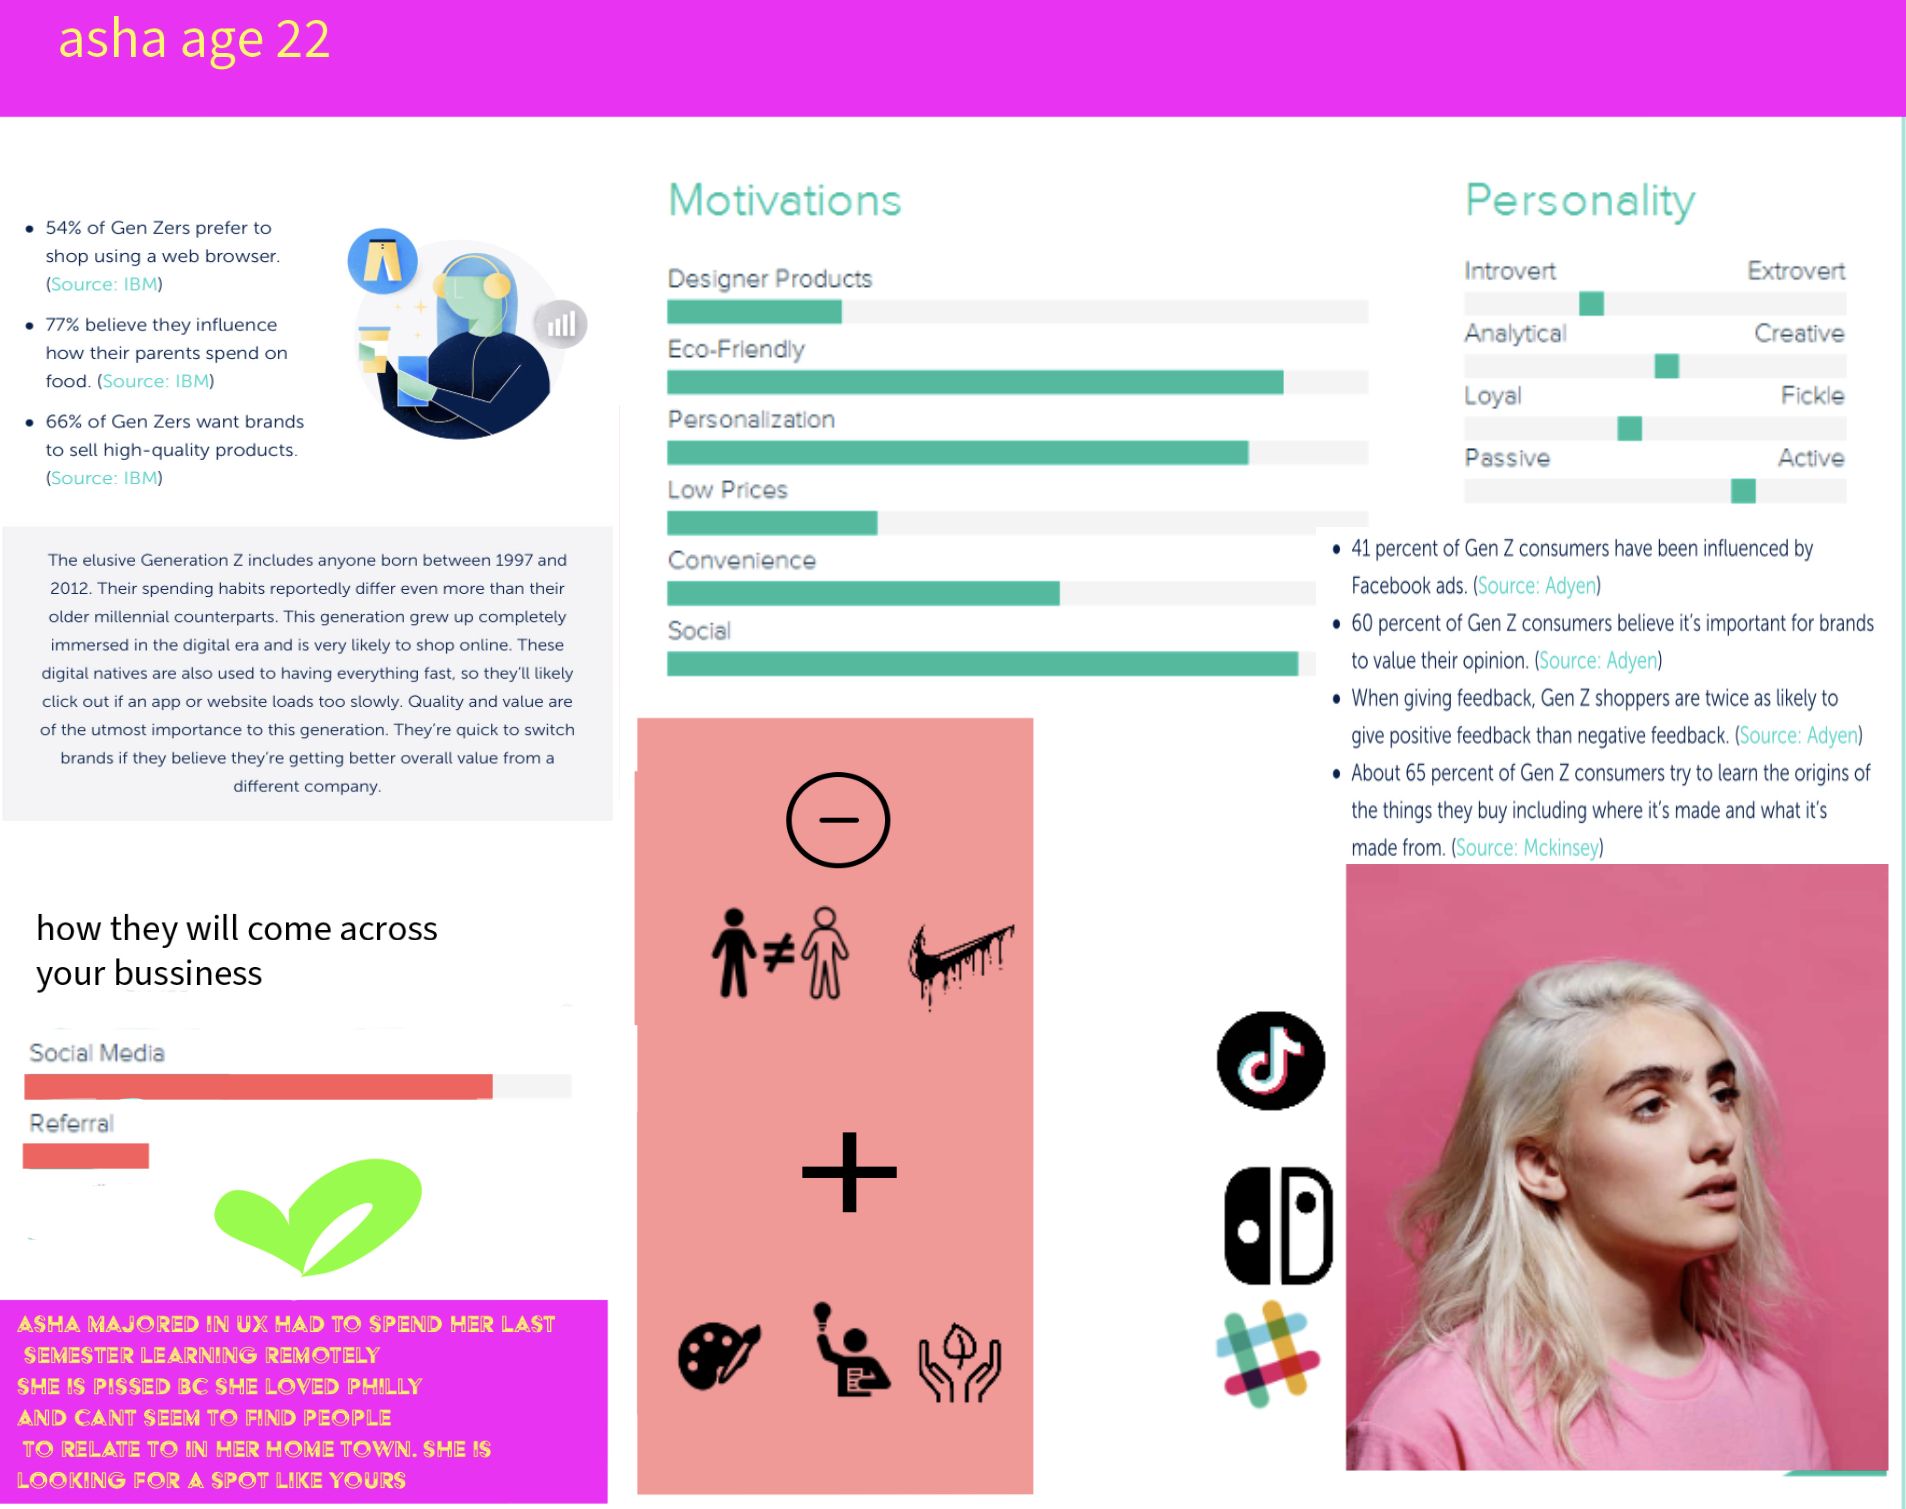 asha age 22
• 54% of Gen Zers prefer to
shop using a web browser.
(Source: IBM)
• 77% believe they influence
how their parents spend on
food. (Source: IBM)
• 66% of Gen Zers want brands
to sell high-quality products.
(Source: IBM)
The elusive Generation Z includes anyone born between 1997 and
2012. Their spending habits reportedly differ even more than their
older millennial counterparts. This generation grew up completely
immersed in the digital era and is very likely to shop online. These
digital natives are also used to having everything fast, so they'll likely
click out if an app or website loads too slowly. Quality and value are
of the utmost importance to this generation. They're quick to switch
brands if they believe they're getting better overall value from a
different company.
how they will come across
your bussiness
Social Media
Referral
ASHA MAJORED IN UX HAD TO SPEND HER LAST
SEMESTER LEARNING REMOTELY
SHE IS PISSED BC SHE LOVED PHILLY
AND CANT SEEM TO FIND PEOPLE
TO RELATE TO IN HER HOME TOWN. SHE IS
LOOKING FOR A SPOT LIKE YOURS
Motivations
Designer Products
Eco-Friendly
Personalization
Low Prices
Convenience
Social
Personality
Introvert Extrovert
Analytical Creative
Loyal Fickle
Passive Active
• 41 percent of Gen Z consumers have been influenced by
Facebook ads. (Source: Adyen)
• 60 percent of Gen Z consumers believe it's important for brands
to value their opinion. (Source: Adyen)
• When giving feedback, Gen Z shoppers are twice as likely to
give positive feedback than negative feedback. (Source: Adyen)
• About 65 percent of Gen Z consumers try to learn the origins of
the things they buy including where it's made and what it's
made from. (Source: Mckinsey)